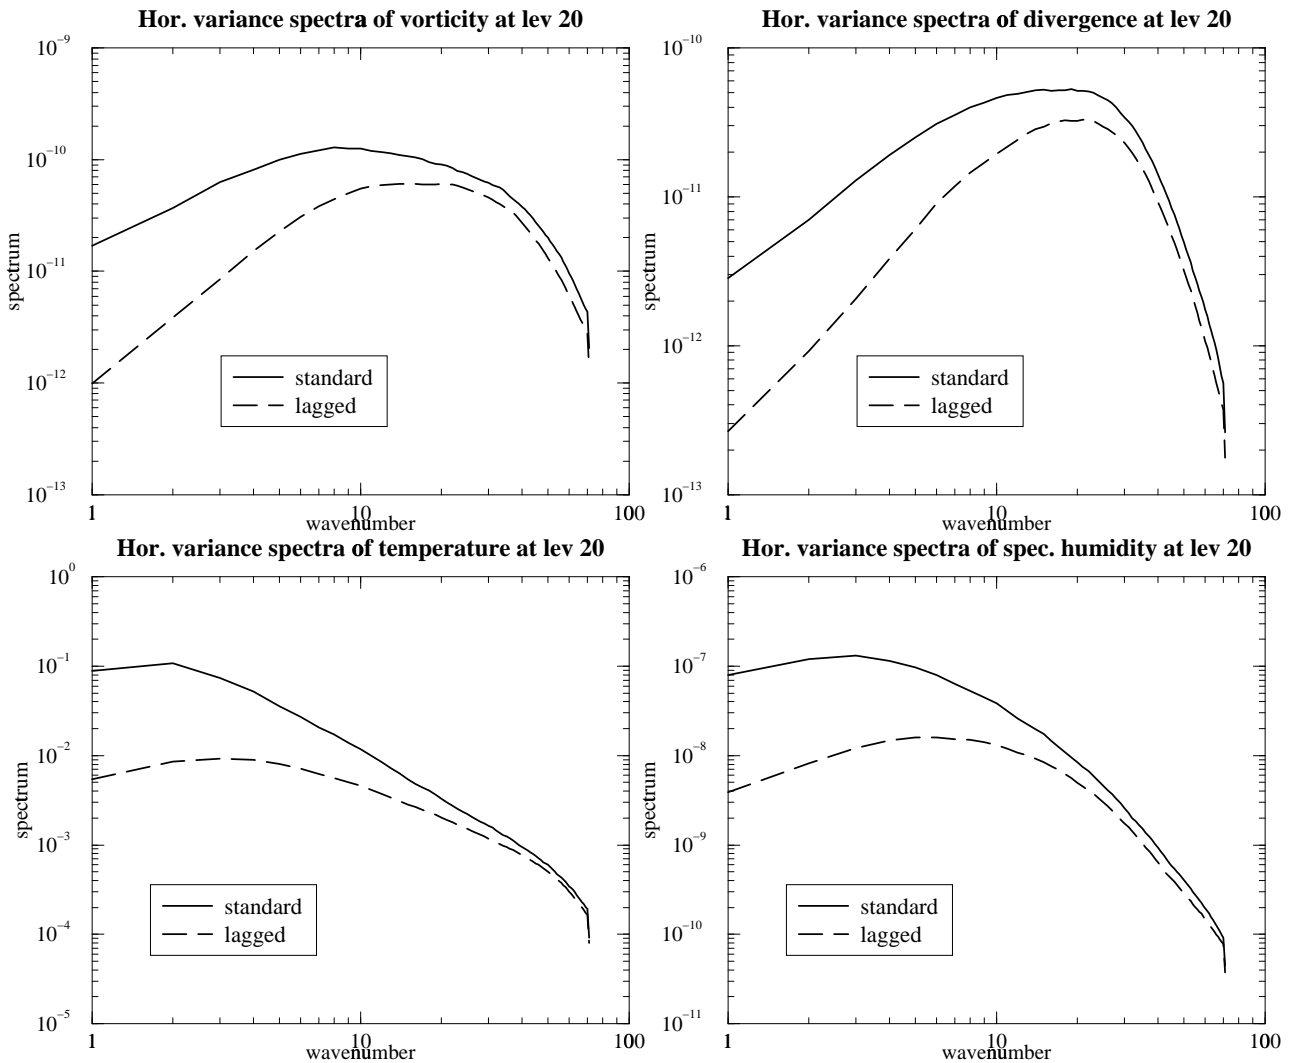 Hor. variance spectra of vorticity at lev 20
10⁻⁹
10⁻¹⁰
10⁻¹¹
10⁻¹²
10⁻¹³
spectrum
standard
lagged
1
10
100
wavenumber
Hor. variance spectra of divergence at lev 20
10⁻¹⁰
10⁻¹¹
10⁻¹²
10⁻¹³
spectrum
standard
lagged
1
10
100
wavenumber
Hor. variance spectra of temperature at lev 20
10⁰
10⁻¹
10⁻²
10⁻³
10⁻⁴
10⁻⁵
spectrum
standard
lagged
1
10
100
wavenumber
Hor. variance spectra of spec. humidity at lev 20
10⁻⁶
10⁻⁷
10⁻⁸
10⁻⁹
10⁻¹⁰
10⁻¹¹
spectrum
standard
lagged
1
10
100
wavenumber